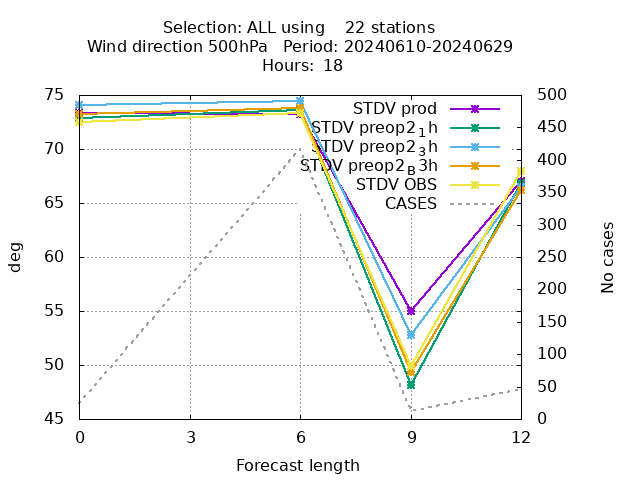 Selection: ALL using    22 stations
Wind direction 500hPa   Period: 20240610-20240629
Hours: 18
75
70
65
60
55
50
45
500
450
400
350
300
250
200
150
100
50
0
STDV prod
STDV preop2₁h
STDV preop2₃h
STDV preop2_B3h
STDV OBS
CASES
deg
No cases
0 3 6 9 12
Forecast length